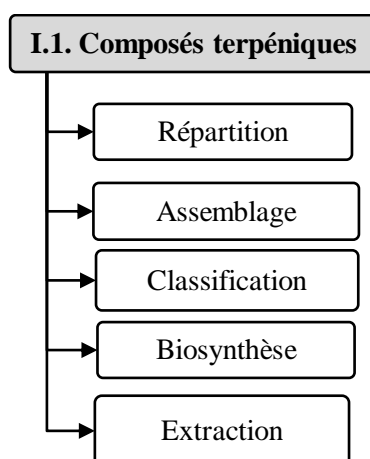 I.1. Composés terpéniques
Répartition
Assemblage
Classification
Biosynthèse
Extraction